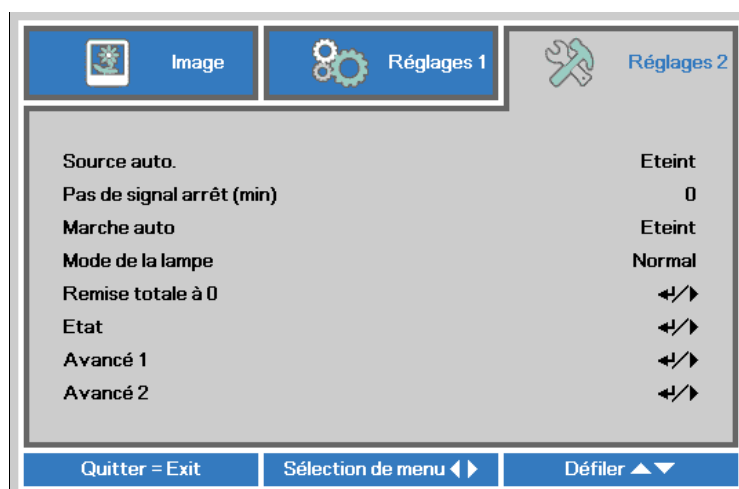 Image Réglages 1 Réglages 2
Source auto. Eteint
Pas de signal arrêt (min) 0
Marche auto Eteint
Mode de la lampe Normal
Remise totale à 0 ↵/▶
Etat ↵/▶
Avancé 1 ↵/▶
Avancé 2 ↵/▶
Quitter = Exit Sélection de menu ◀▶ Défiler ▲▼